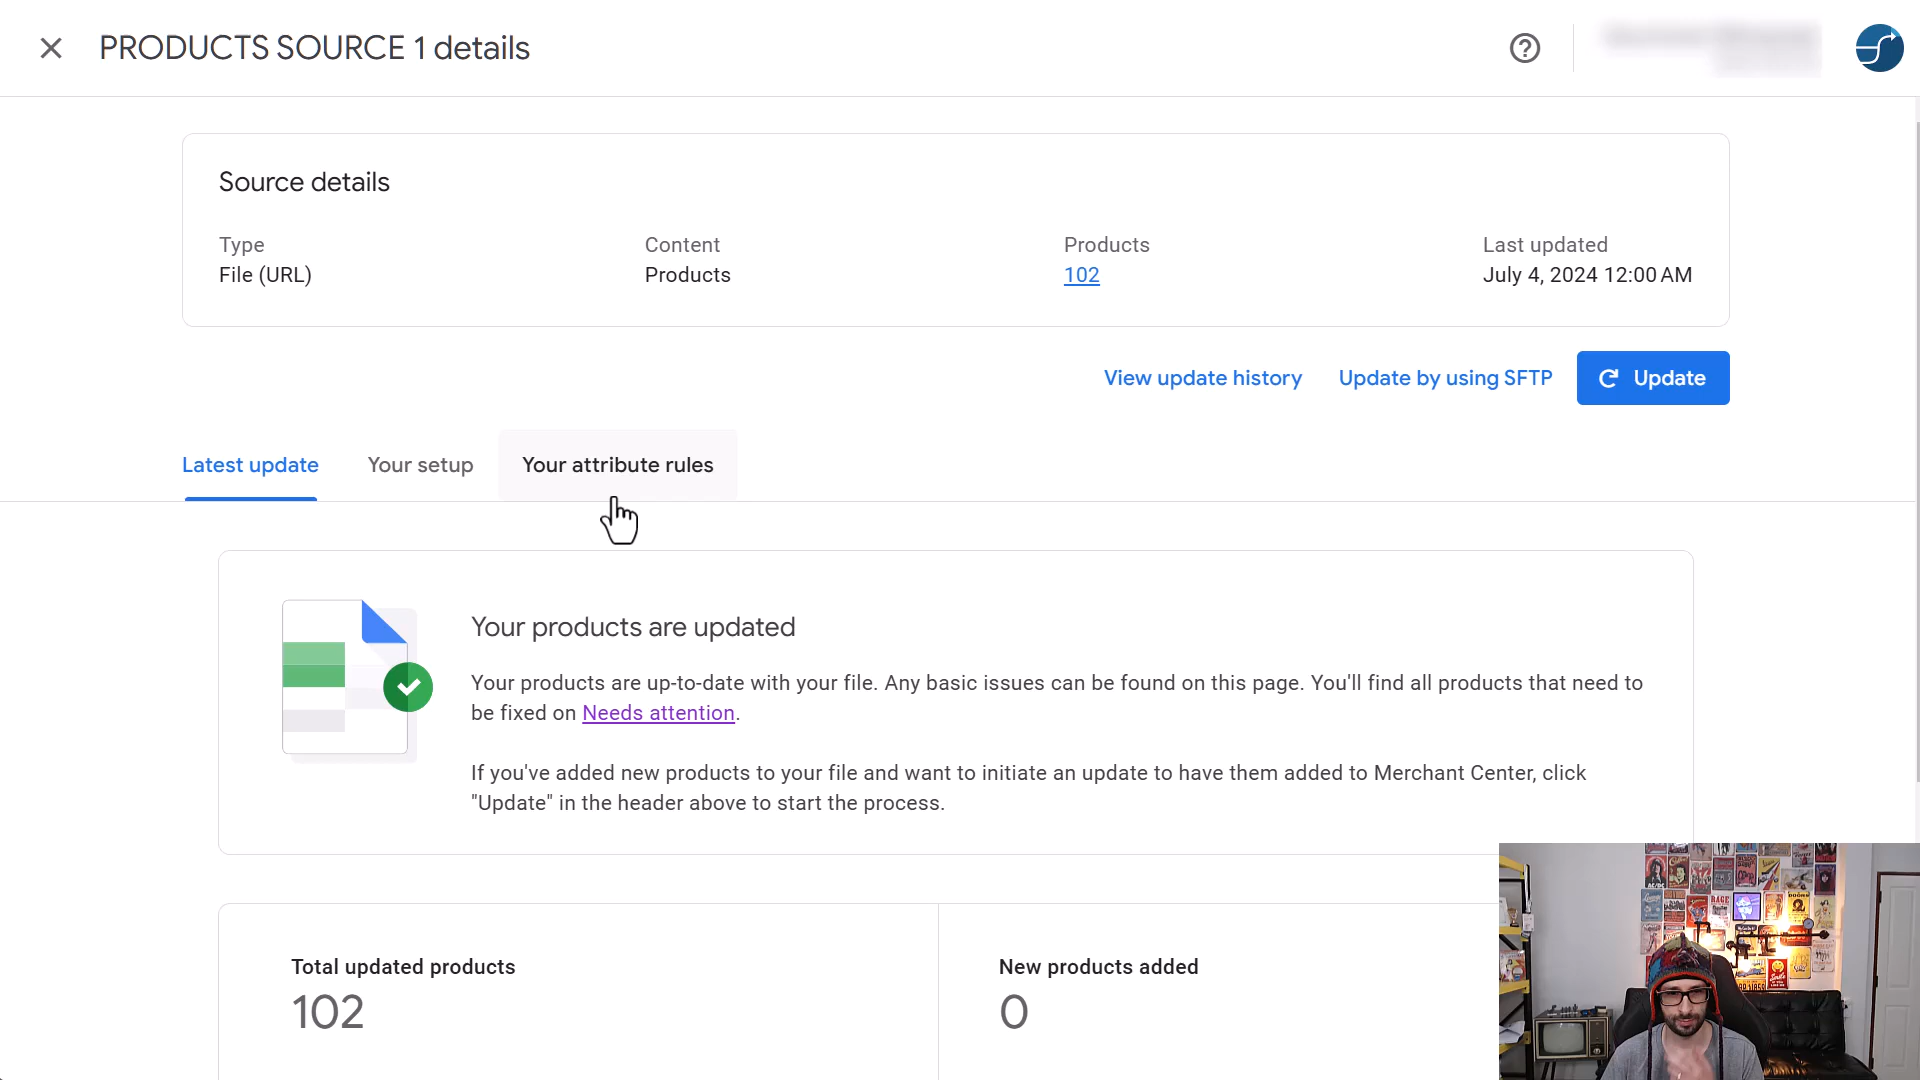 PRODUCTS SOURCE 1 details
Source details
Type
File (URL)
Content
Products
Products
102
Last updated
July 4, 2024 12:00 AM
View update history
Update by using SFTP
Update
Latest update
Your setup
Your attribute rules
Your products are updated
Your products are up-to-date with your file. Any basic issues can be found on this page. You'll find all products that need to
be fixed on Needs attention.
If you've added new products to your file and want to initiate an update to have them added to Merchant Center, click
"Update" in the header above to start the process.
Total updated products
102
New products added
0